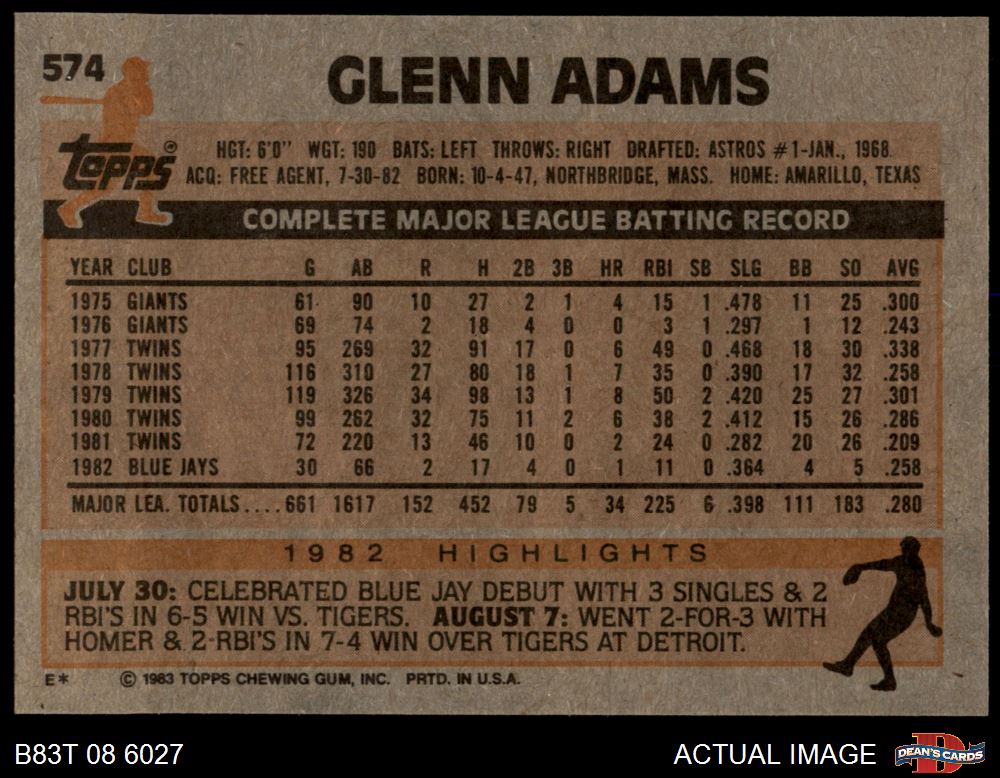 574
GLENN ADAMS
Topps®
HGT: 6'0" WGT: 190 BATS: LEFT THROWS: RIGHT DRAFTED: ASTROS #1-JAN., 1968.
ACQ: FREE AGENT, 7-30-82 BORN: 10-4-47, NORTHBRIDGE, MASS. HOME: AMARILLO, TEXAS
COMPLETE MAJOR LEAGUE BATTING RECORD
YEAR CLUB G AB R H 2B 3B HR RBI SB SLG BB SO AVG
1975 GIANTS 61 90 10 27 2 1 4 15 1 .478 11 25 .300
1976 GIANTS 69 74 2 18 4 0 0 3 1 .297 1 12 .243
1977 TWINS 95 269 32 91 17 0 6 49 0 .468 18 30 .338
1978 TWINS 116 310 27 80 18 1 7 35 0 .390 17 32 .258
1979 TWINS 119 326 34 98 13 1 8 50 2 .420 25 27 .301
1980 TWINS 99 262 32 75 11 2 6 38 2 .412 15 26 .286
1981 TWINS 72 220 13 46 10 0 2 24 0 .282 20 26 .209
1982 BLUE JAYS 30 66 2 17 4 0 1 11 0 .364 4 5 .258
MAJOR LEA. TOTALS....661 1617 152 452 79 5 34 225 6 .398 111 183 .280
1982 HIGHLIGHTS
JULY 30: CELEBRATED BLUE JAY DEBUT WITH 3 SINGLES & 2
RBI'S IN 6-5 WIN VS. TIGERS. AUGUST 7: WENT 2-FOR-3 WITH
HOMER & 2-RBI'S IN 7-4 WIN OVER TIGERS AT DETROIT.
E* © 1983 TOPPS CHEWING GUM, INC. PRTD. IN U.S.A.
B83T 08 6027 ACTUAL IMAGE DEAN'S CARDS